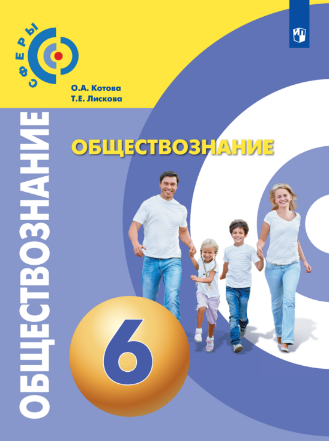 СФЕРЫ
О.А. Котова
Т.Е. Лискова
ОБЩЕСТВОЗНАНИЕ
ОБЩЕСТВОЗНАНИЕ
6